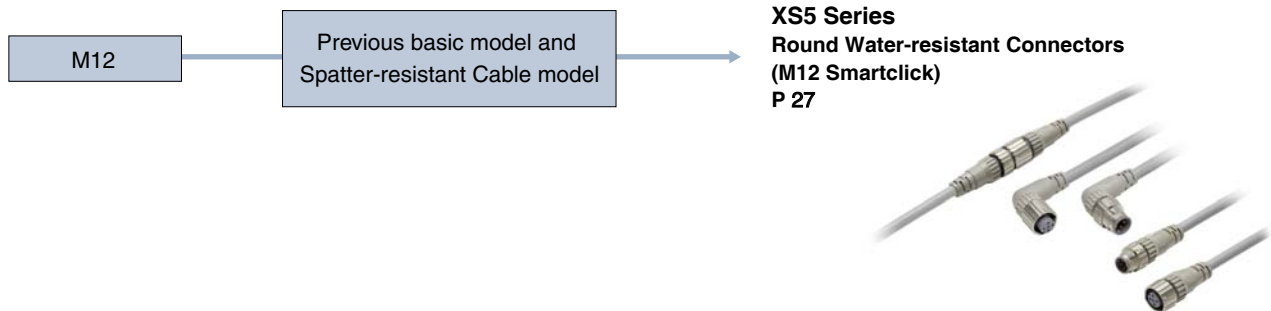 M12
Previous basic model and
Spatter-resistant Cable model
XS5 Series
Round Water-resistant Connectors
(M12 Smartclick)
P 27